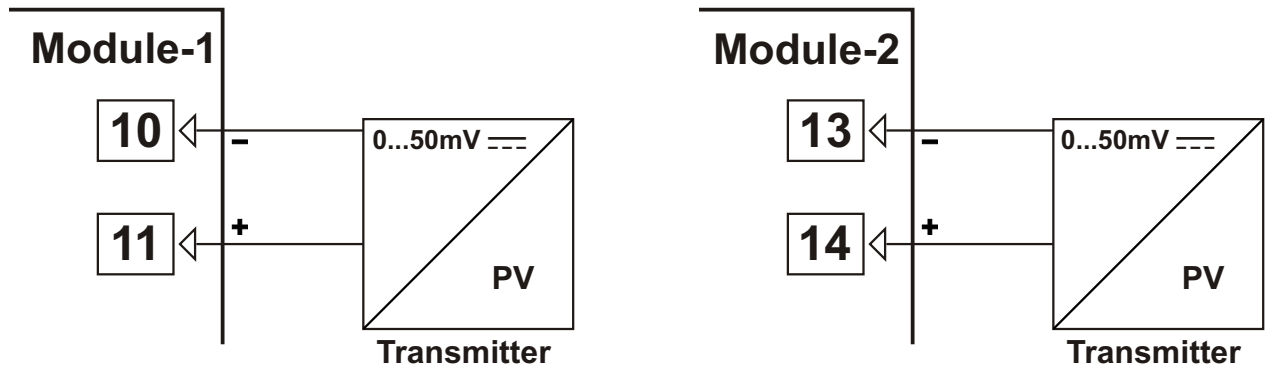 Module-1
10
-
0...50mV
11
+
PV
Transmitter
Module-2
13
-
0...50mV
14
+
PV
Transmitter